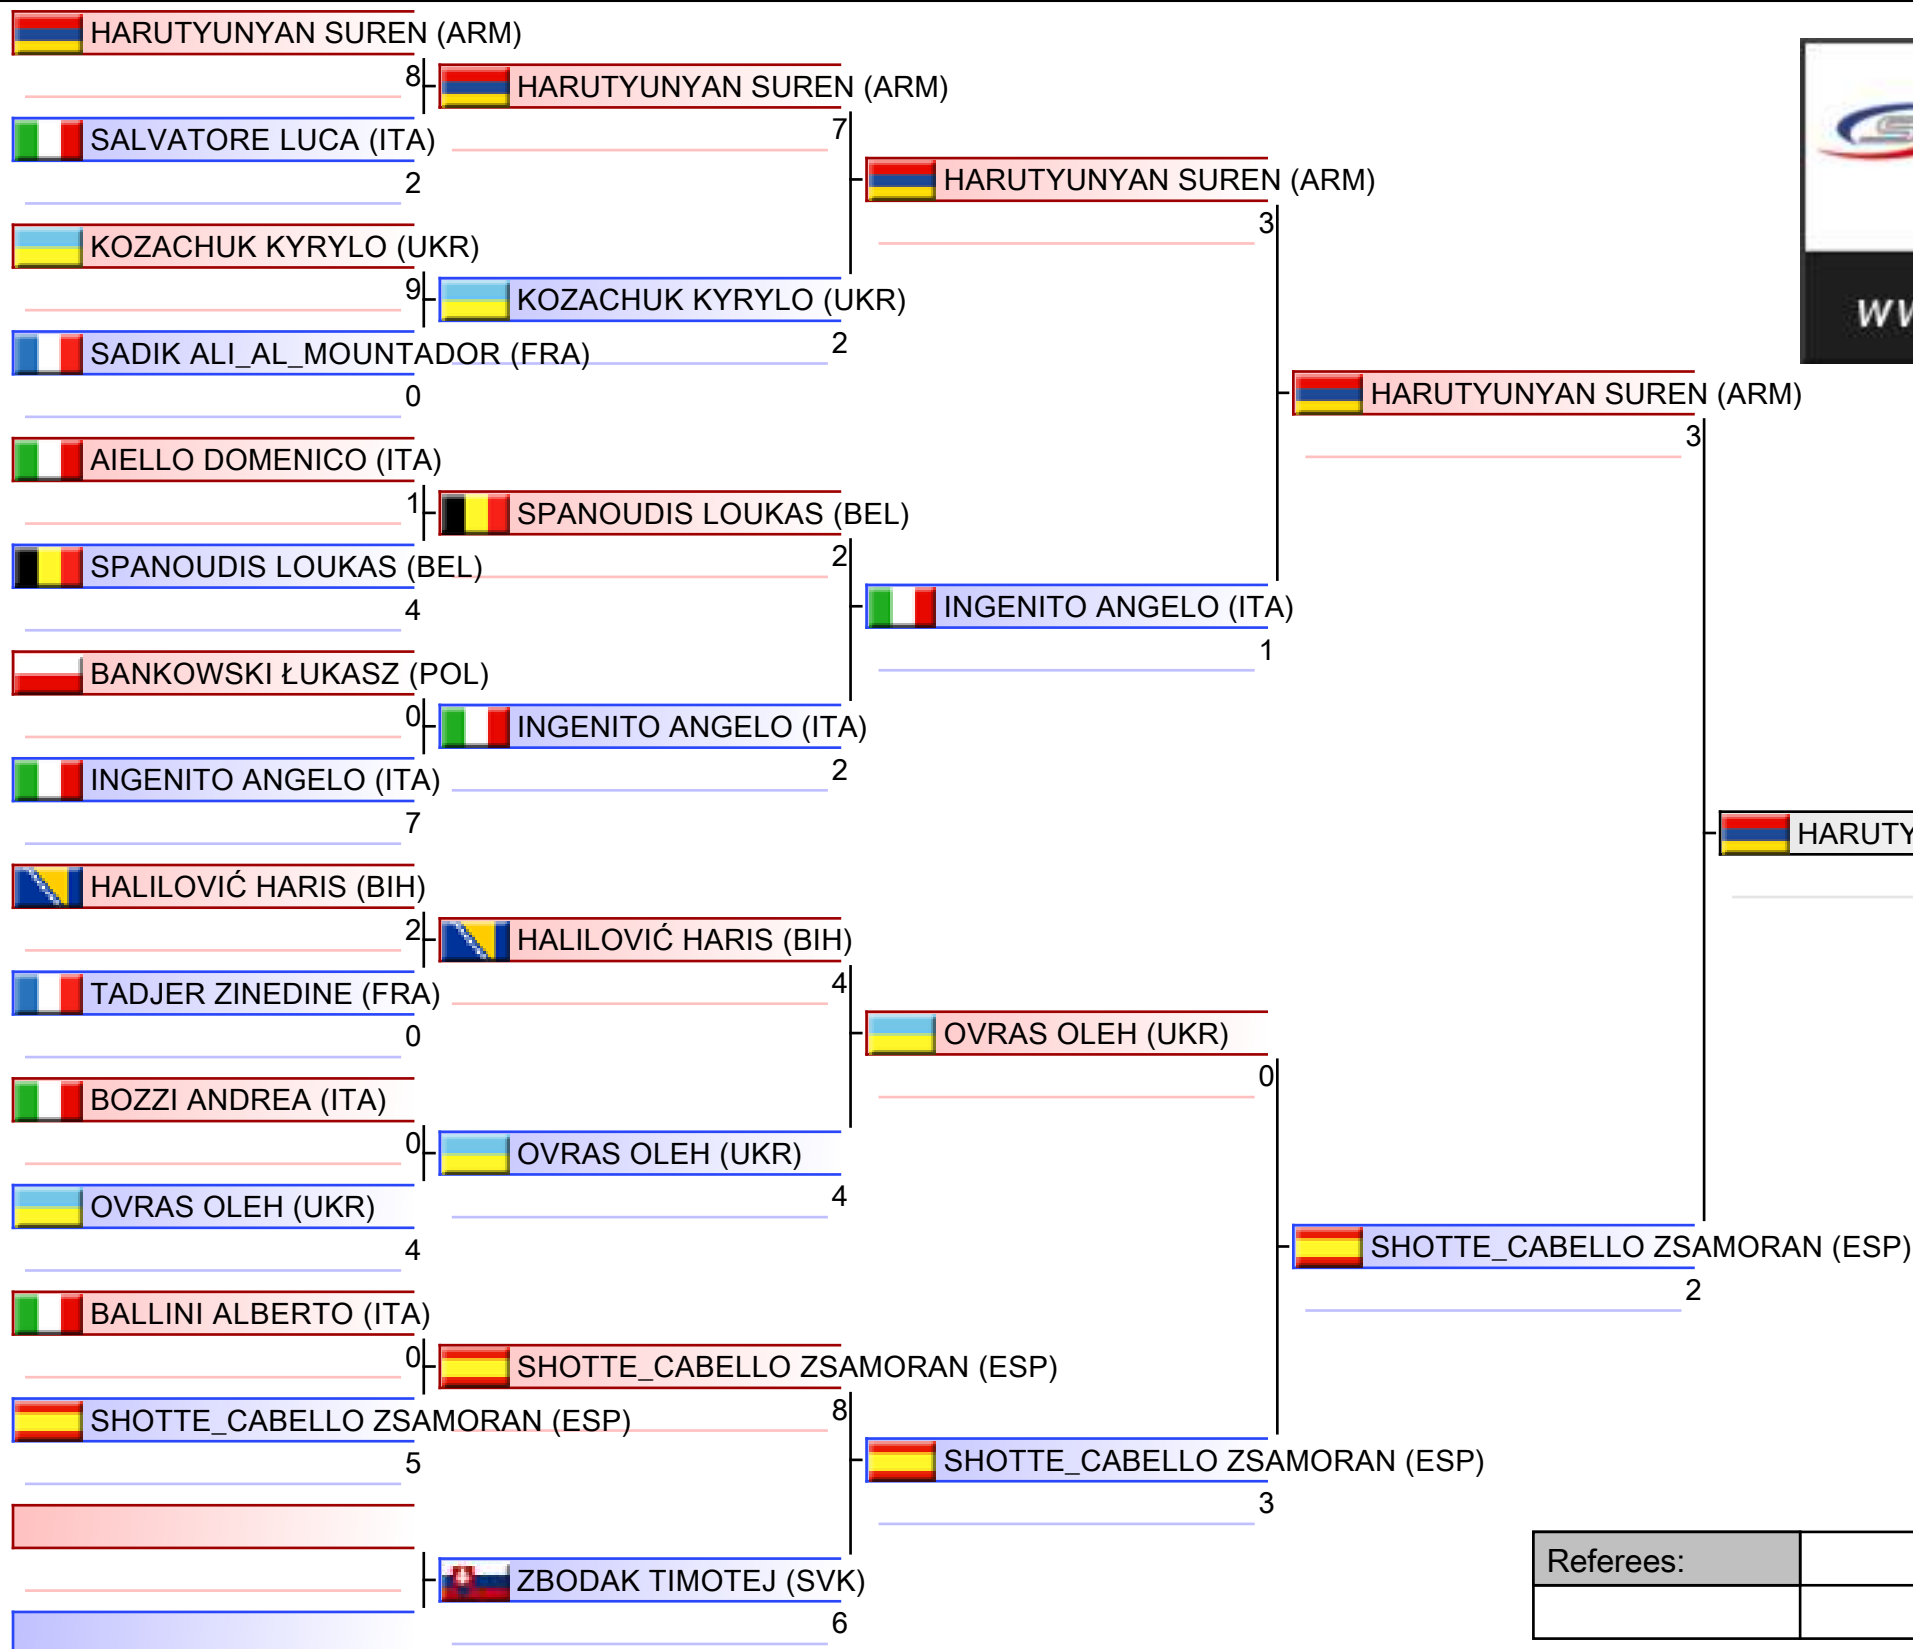 HARUTYUNYAN SUREN (ARM)
8
HARUTYUNYAN SUREN (ARM)
7
SALVATORE LUCA (ITA)
2
HARUTYUNYAN SUREN (ARM)
3
KOZACHUK KYRYLO (UKR)
9
KOZACHUK KYRYLO (UKR)
2
SADIK ALI_AL_MOUNTADOR (FRA)
0
HARUTYUNYAN SUREN (ARM)
3
AIELLO DOMENICO (ITA)
1
SPANOUDIS LOUKAS (BEL)
2
SPANOUDIS LOUKAS (BEL)
4
INGENITO ANGELO (ITA)
1
BANKOWSKI ŁUKASZ (POL)
0
INGENITO ANGELO (ITA)
2
INGENITO ANGELO (ITA)
7
HARUTY
HALILOVIĆ HARIS (BIH)
2
HALILOVIĆ HARIS (BIH)
4
TADJER ZINEDINE (FRA)
0
OVRAS OLEH (UKR)
0
BOZZI ANDREA (ITA)
0
OVRAS OLEH (UKR)
4
OVRAS OLEH (UKR)
4
SHOTTE_CABELLO ZSAMORAN (ESP)
2
BALLINI ALBERTO (ITA)
0
SHOTTE_CABELLO ZSAMORAN (ESP)
8
SHOTTE_CABELLO ZSAMORAN (ESP)
5
SHOTTE_CABELLO ZSAMORAN (ESP)
3
ZBODAK TIMOTEJ (SVK)
6
Referees: